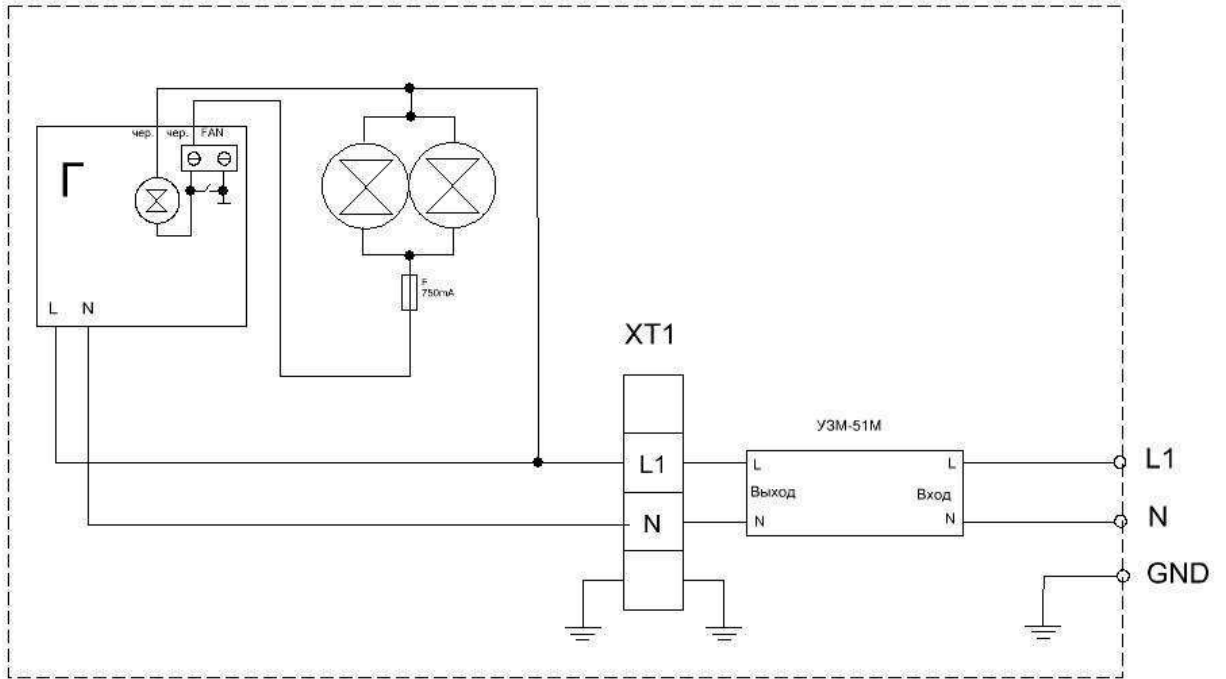 чер. чер. FAN
Г
F
750mA
L N
XT1
УЗМ-51М
L1
L
L
L1
Выход
Вход
N
N
N
N
GND